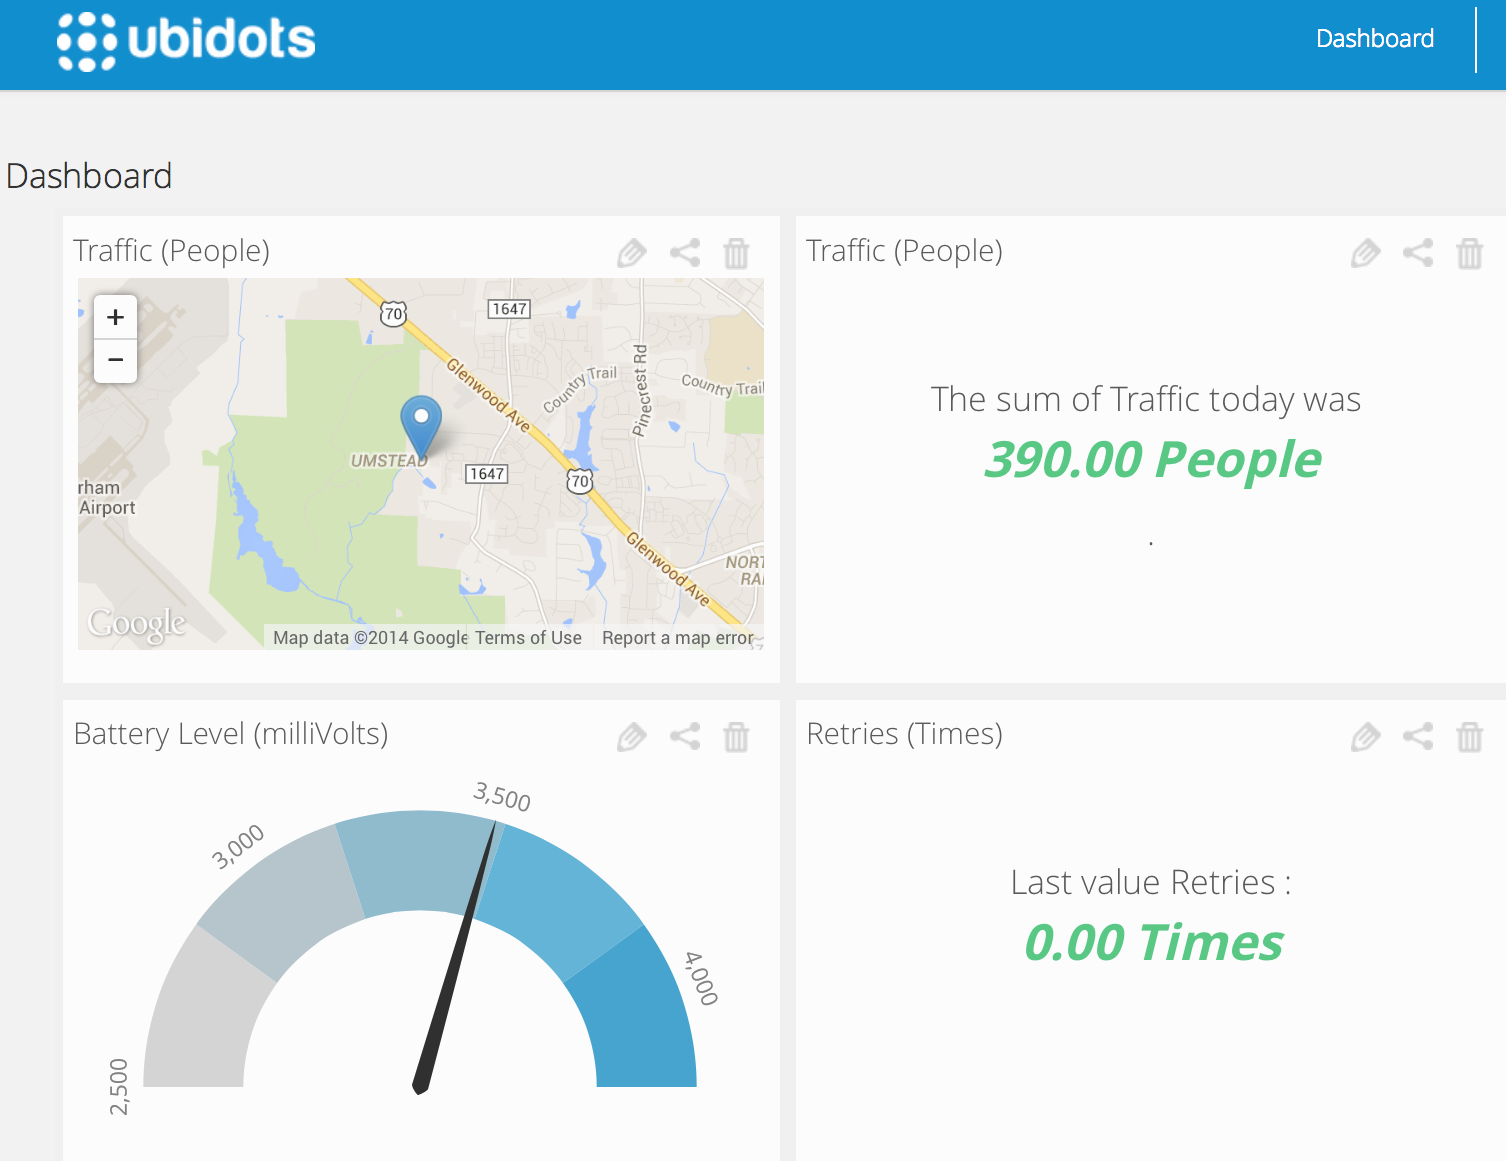 ubidots
Dashboard
Dashboard
Traffic (People)
+
−
70
1647
Glenwood Ave
Country Trail
Pinecrest Rd
Country Trail
UMSTEAD
1647
70
rham
Airport
Glenwood Ave
NORT
RAL
Google
Map data ©2014 Google
Terms of Use
Report a map error
Traffic (People)
The sum of Traffic today was
390.00 People
.
Battery Level (milliVolts)
2,500
3,000
3,500
4,000
Retries (Times)
Last value Retries :
0.00 Times